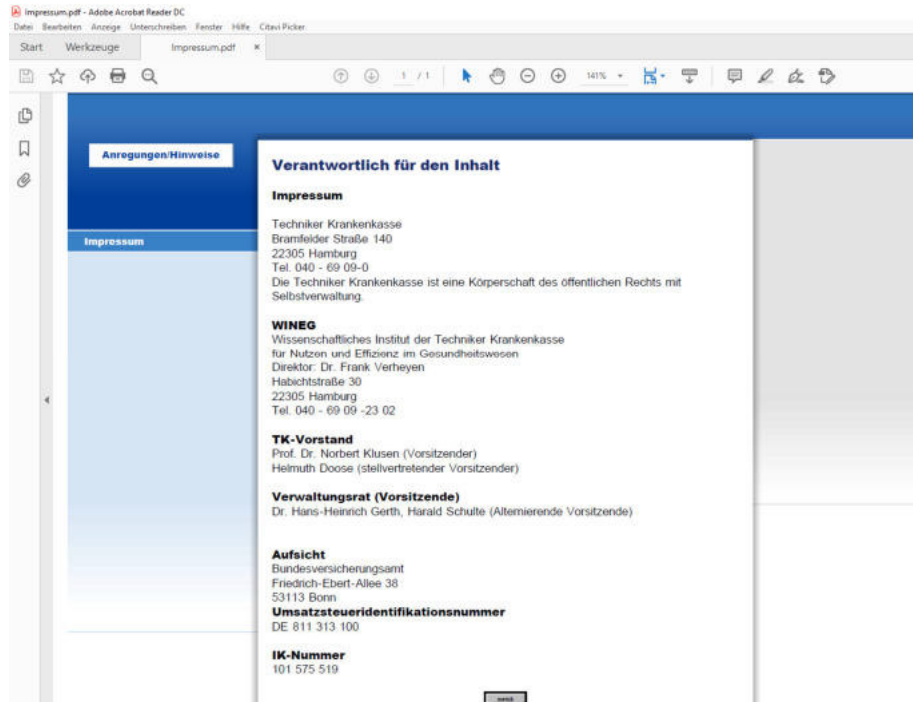 Impressum.pdf - Adobe Acrobat Reader DC
Datei Bearbeiten Anzeige Unterschreiben Fenster Hilfe Citavi Picker
Start Werkzeuge Impressum.pdf ×
1 / 1 141%
Anregungen/Hinweise
Impressum
Verantwortlich für den Inhalt
Impressum
Techniker Krankenkasse
Bramfelder Straße 140
22305 Hamburg
Tel. 040 - 69 09-0
Die Techniker Krankenkasse ist eine Körperschaft des öffentlichen Rechts mit
Selbstverwaltung.
WINEG
Wissenschaftliches Institut der Techniker Krankenkasse
für Nutzen und Effizienz im Gesundheitswesen
Direktor: Dr. Frank Verheyen
Habichtstraße 30
22305 Hamburg
Tel. 040 - 69 09 -23 02
TK-Vorstand
Prof. Dr. Norbert Klusen (Vorsitzender)
Helmuth Doose (stellvertretender Vorsitzender)
Verwaltungsrat (Vorsitzende)
Dr. Hans-Heinrich Gerth, Harald Schulte (Alternierende Vorsitzende)
Aufsicht
Bundesversicherungsamt
Friedrich-Ebert-Allee 38
53113 Bonn
Umsatzsteueridentifikationsnummer
DE 811 313 100
IK-Nummer
101 575 519